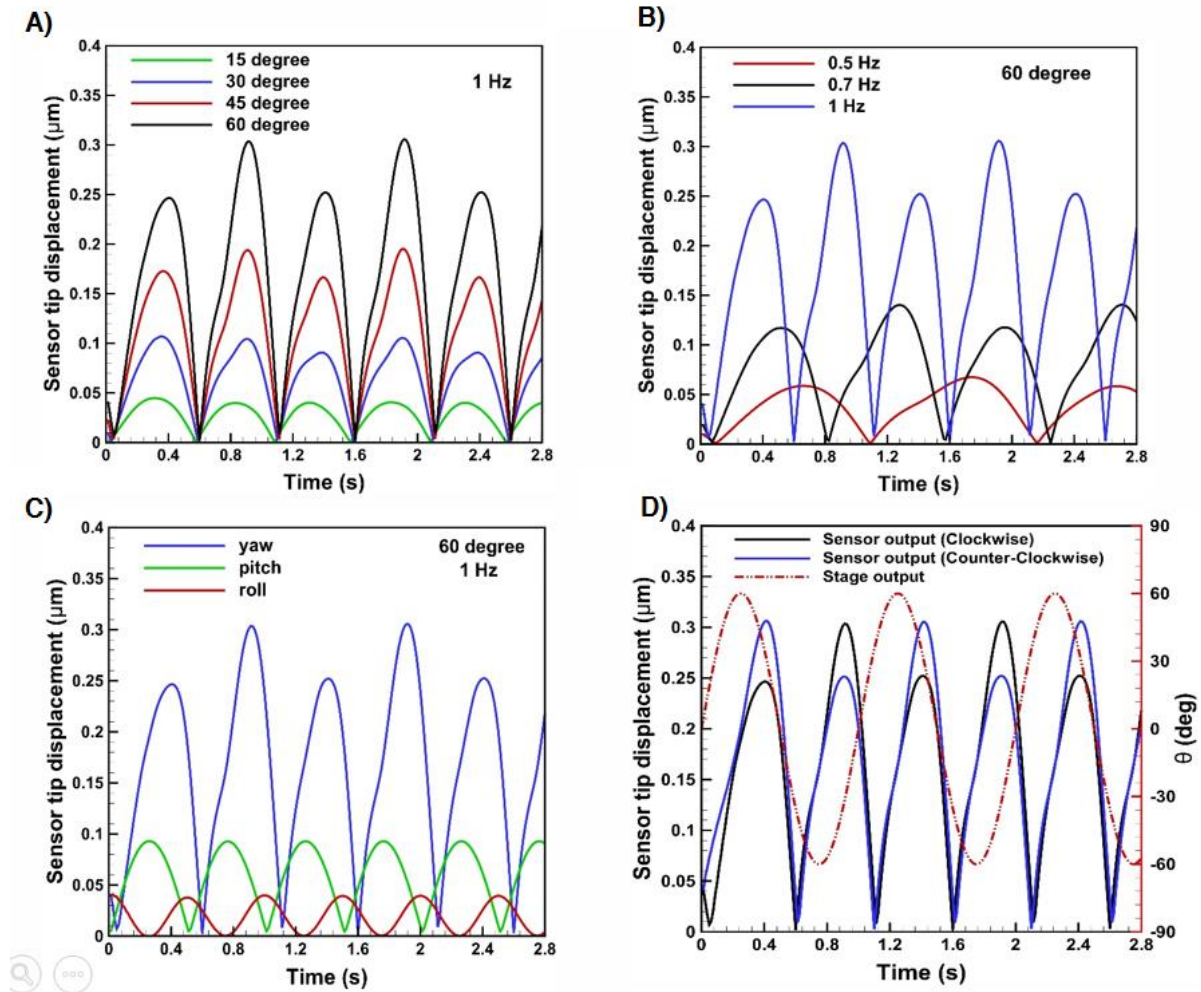 A)
15 degree
30 degree
45 degree
60 degree
1 Hz
Sensor tip displacement (μm)
0.4
0.35
0.3
0.25
0.2
0.15
0.1
0.05
0
0 0.4 0.8 1.2 1.6 2 2.4 2.8
Time (s)
B)
0.5 Hz
0.7 Hz
1 Hz
60 degree
Sensor tip displacement (μm)
0.4
0.35
0.3
0.25
0.2
0.15
0.1
0.05
0
0 0.4 0.8 1.2 1.6 2 2.4 2.8
Time (s)
C)
yaw
pitch
roll
60 degree
1 Hz
Sensor tip displacement (μm)
0.4
0.35
0.3
0.25
0.2
0.15
0.1
0.05
0
0 0.4 0.8 1.2 1.6 2 2.4 2.8
Time (s)
D)
Sensor output (Clockwise)
Sensor output (Counter-Clockwise)
Stage output
Sensor tip displacement (μm)
0.4
0.35
0.3
0.25
0.2
0.15
0.1
0.05
0
0 0.4 0.8 1.2 1.6 2 2.4 2.8
Time (s)
90
60
30
0
-30
-60
-90
θ (deg)